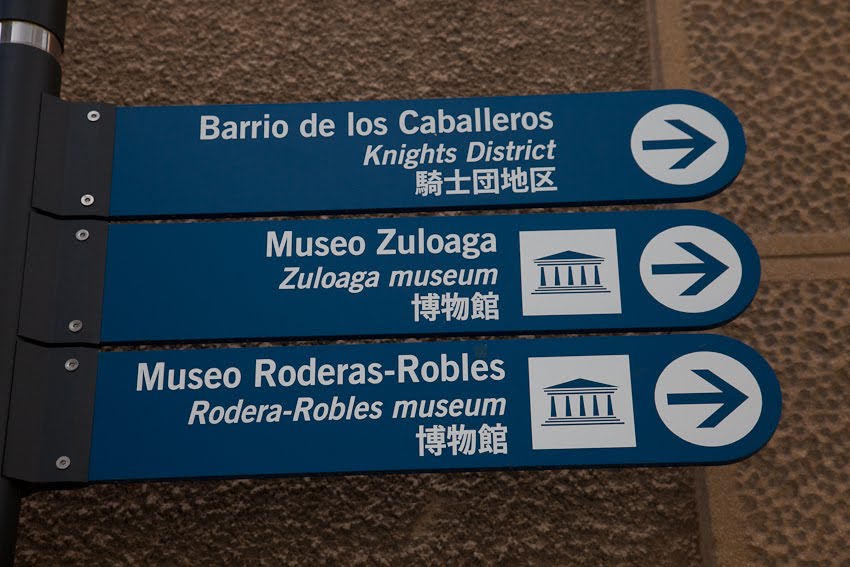 Barrio de los Caballeros
Knights District
騎士団地区
Museo Zuloaga
Zuloaga museum
博物館
Museo Roderas-Robles
Rodera-Robles museum
博物館